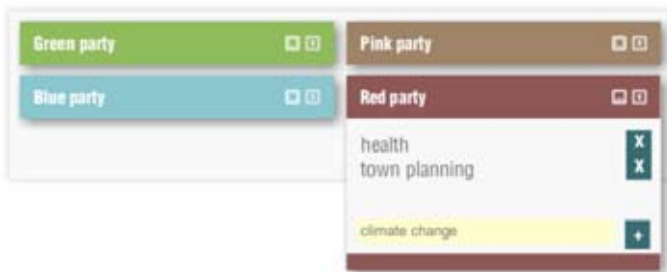 Green party
Pink party
Blue party
Red party
health X
town planning X
climate change +